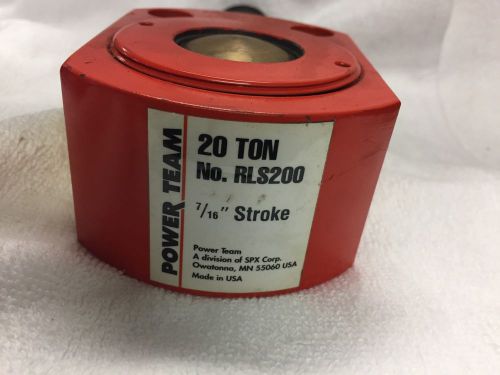 POWER TEAM
20 TON
No. RLS200
7/16" Stroke
Power Team
A division of SPX Corp.
Owatonna, MN 55060 USA
Made in USA